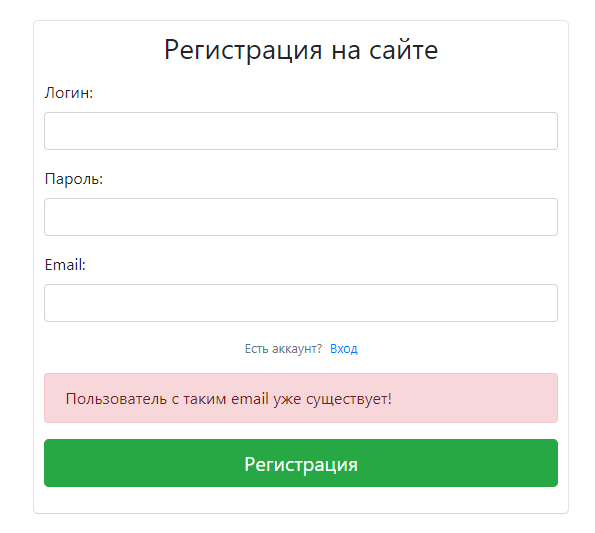 Регистрация на сайте
Логин:
Пароль:
Email:
Есть аккаунт? Вход
Пользователь с таким email уже существует!
Регистрация